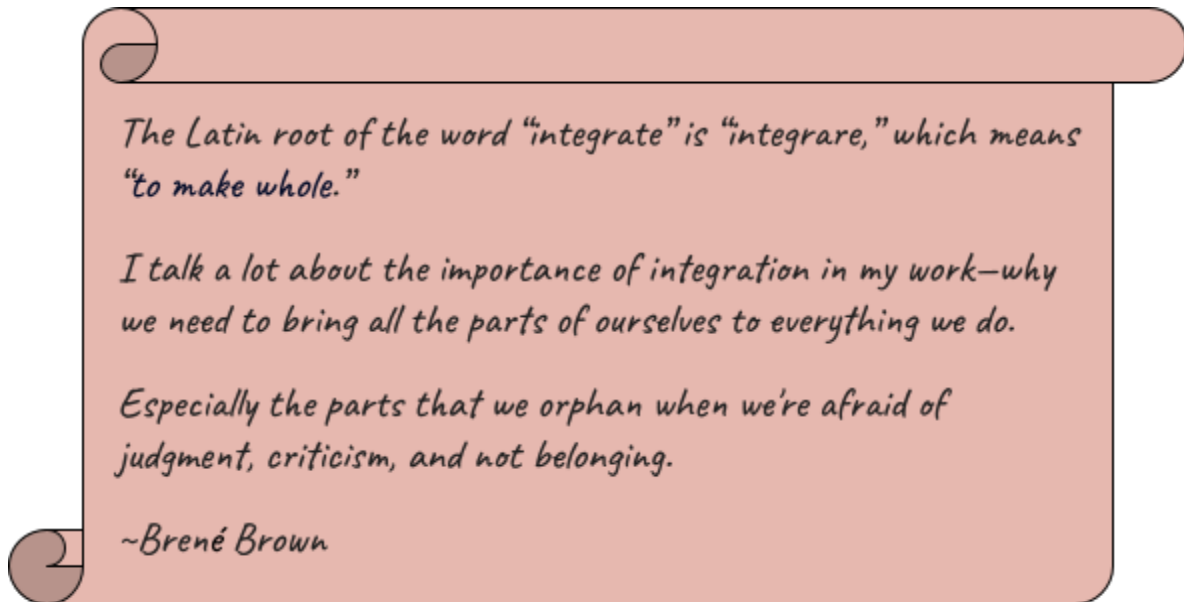 The Latin root of the word “integrate” is “integrare,” which means
“to make whole.”
I talk a lot about the importance of integration in my work—why
we need to bring all the parts of ourselves to everything we do.
Especially the parts that we orphan when we're afraid of
judgment, criticism, and not belonging.
~Brené Brown